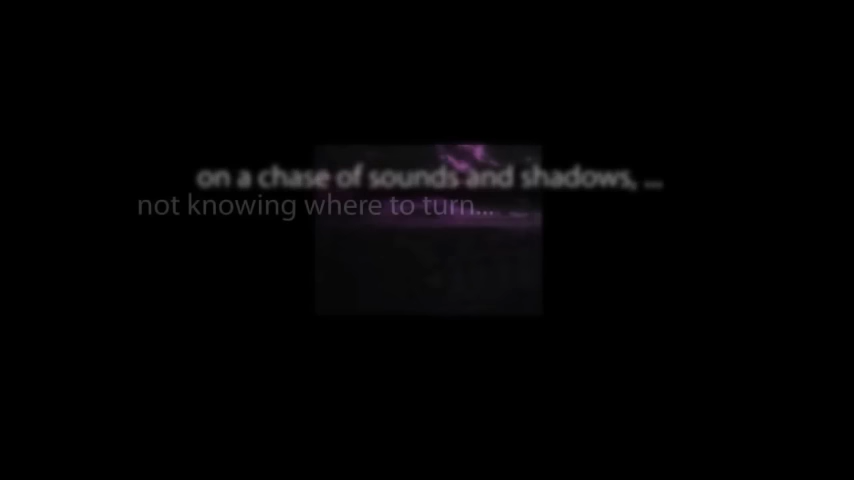 on a chase of sounds and shadows, ...
not knowing where to turn...